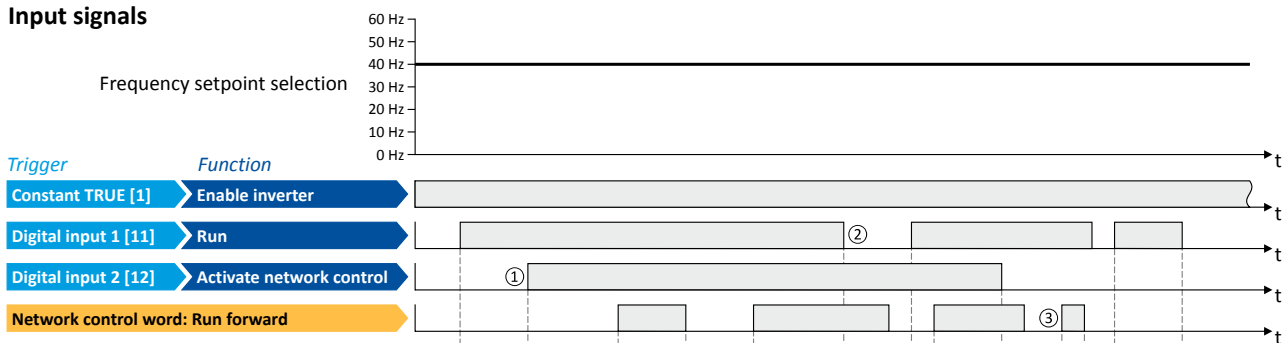 Input signals
60 Hz
50 Hz
40 Hz
Frequency setpoint selection
30 Hz
20 Hz
10 Hz
0 Hz
t
Trigger Function
Constant TRUE [1] Enable inverter
t
Digital input 1 [11] Run ②
t
Digital input 2 [12] Activate network control ①
t
Network control word: Run forward ③
t